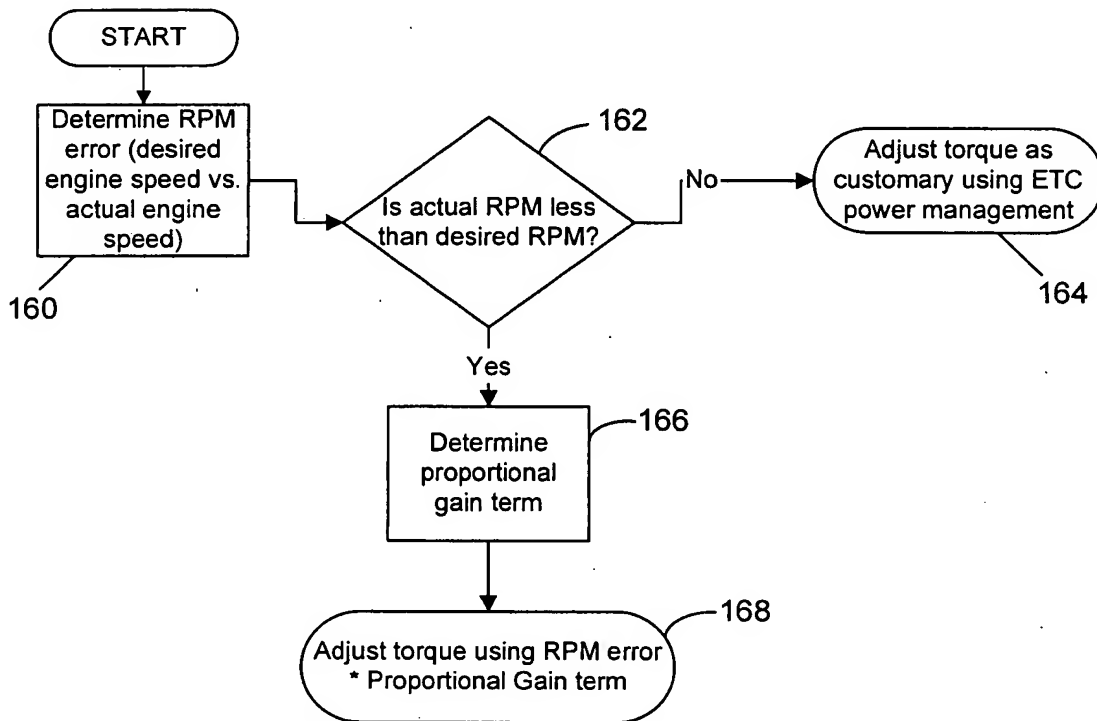 START
Determine RPM
error (desired
engine speed vs.
actual engine
speed)
160
162
Is actual RPM less
than desired RPM?
No
Adjust torque as
customary using ETC
power management
164
Yes
166
Determine
proportional
gain term
168
Adjust torque using RPM error
* Proportional Gain term